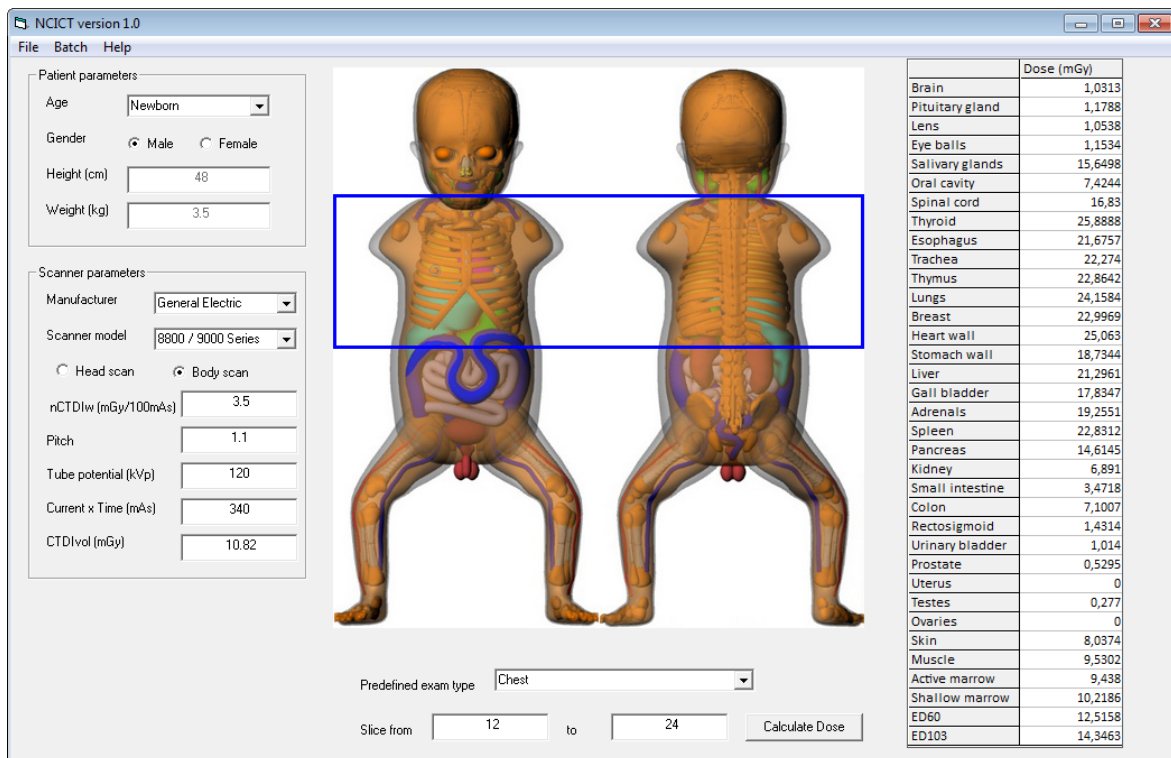 NCICT version 1.0
File Batch Help
Patient parameters
Age Newborn
Gender Male Female
Height (cm) 48
Weight (kg) 3.5
Scanner parameters
Manufacturer General Electric
Scanner model 8800 / 9000 Series
Head scan Body scan
nCTDIw (mGy/100mAs) 3.5
Pitch 1.1
Tube potential (kVp) 120
Current x Time (mAs) 340
CTDIvol (mGy) 10.82
Predefined exam type Chest
Slice from 12 to 24 Calculate Dose
Dose (mGy)
Brain 1,0313
Pituitary gland 1,1788
Lens 1,0538
Eye balls 1,1534
Salivary glands 15,6498
Oral cavity 7,4244
Spinal cord 16,83
Thyroid 25,8888
Esophagus 21,6757
Trachea 22,274
Thymus 22,8642
Lungs 24,1584
Breast 22,9969
Heart wall 25,063
Stomach wall 18,7344
Liver 21,2961
Gall bladder 17,8347
Adrenals 19,2551
Spleen 22,8312
Pancreas 14,6145
Kidney 6,891
Small intestine 3,4718
Colon 7,1007
Rectosigmoid 1,4314
Urinary bladder 1,014
Prostate 0,5295
Uterus 0
Testes 0,277
Ovaries 0
Skin 8,0374
Muscle 9,5302
Active marrow 9,438
Shallow marrow 10,2186
ED60 12,5158
ED103 14,3463